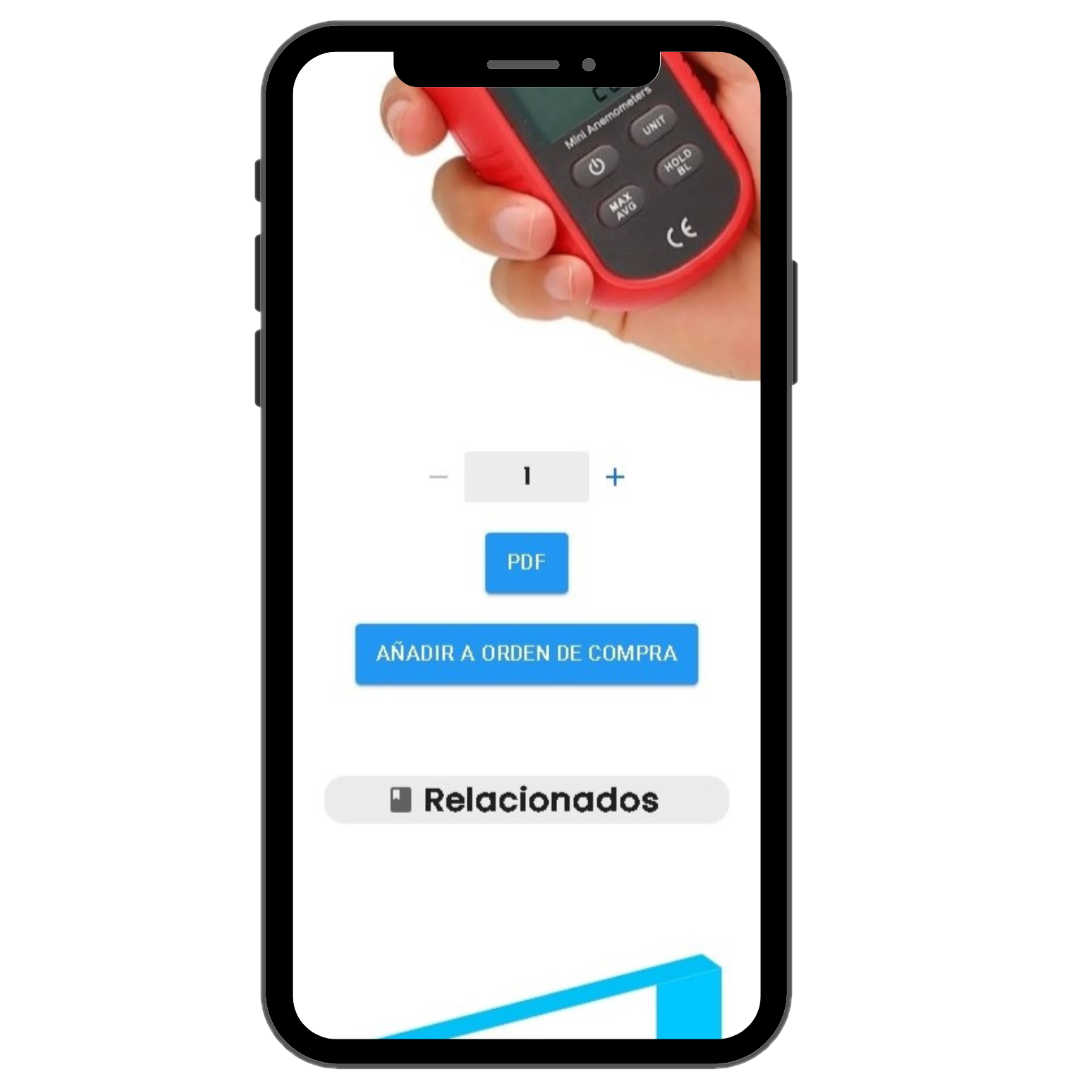 Mini Anemometers
UNIT
HOLD
BL
MAX
AVG
CE
1
PDF
AÑADIR A ORDEN DE COMPRA
Relacionados